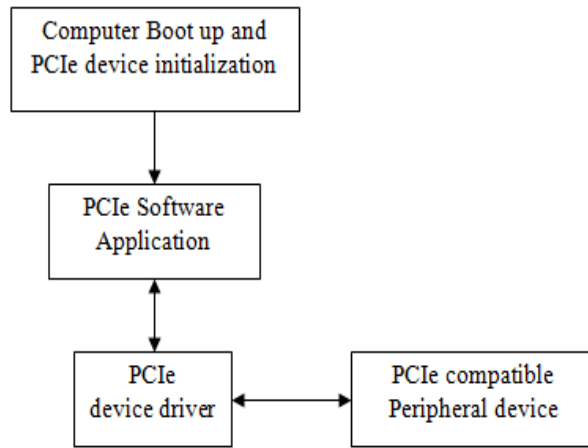 Computer Boot up and
PCIe device initialization
PCIe Software
Application
PCIe
device driver
PCIe compatible
Peripheral device